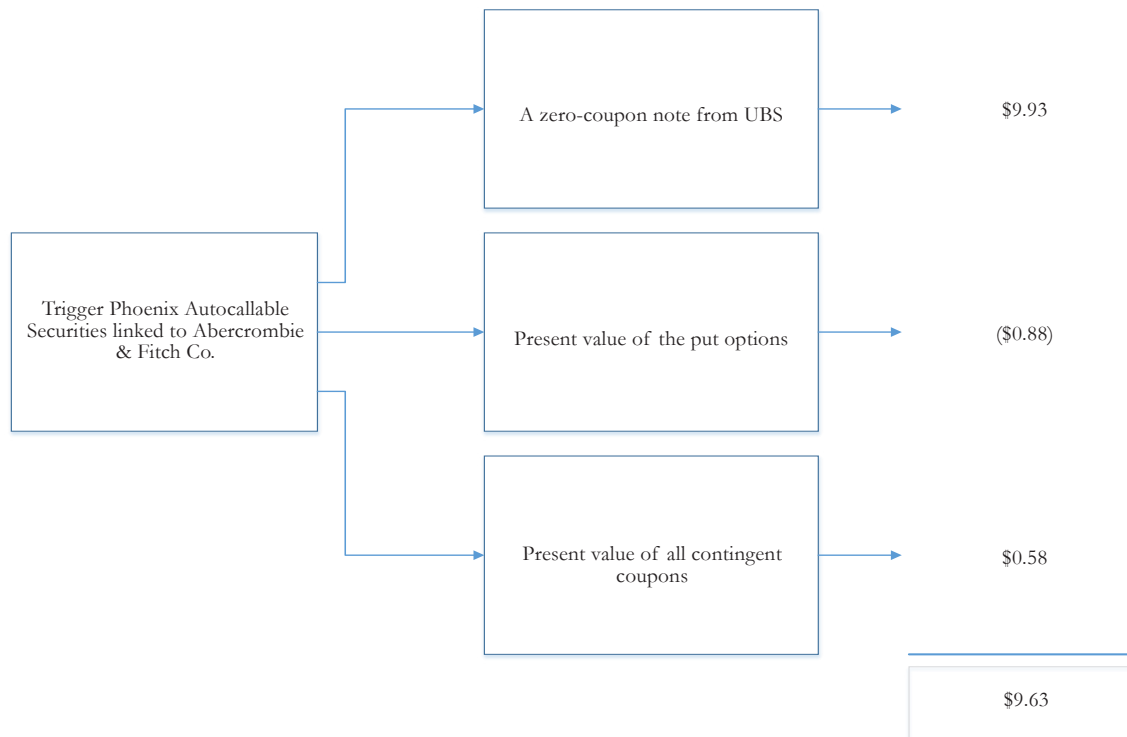 A zero-coupon note from UBS
$9.93
Trigger Phoenix Autocallable
Securities linked to Abercrombie
& Fitch Co.
Present value of the put options
($0.88)
Present value of all contingent
coupons
$0.58
$9.63